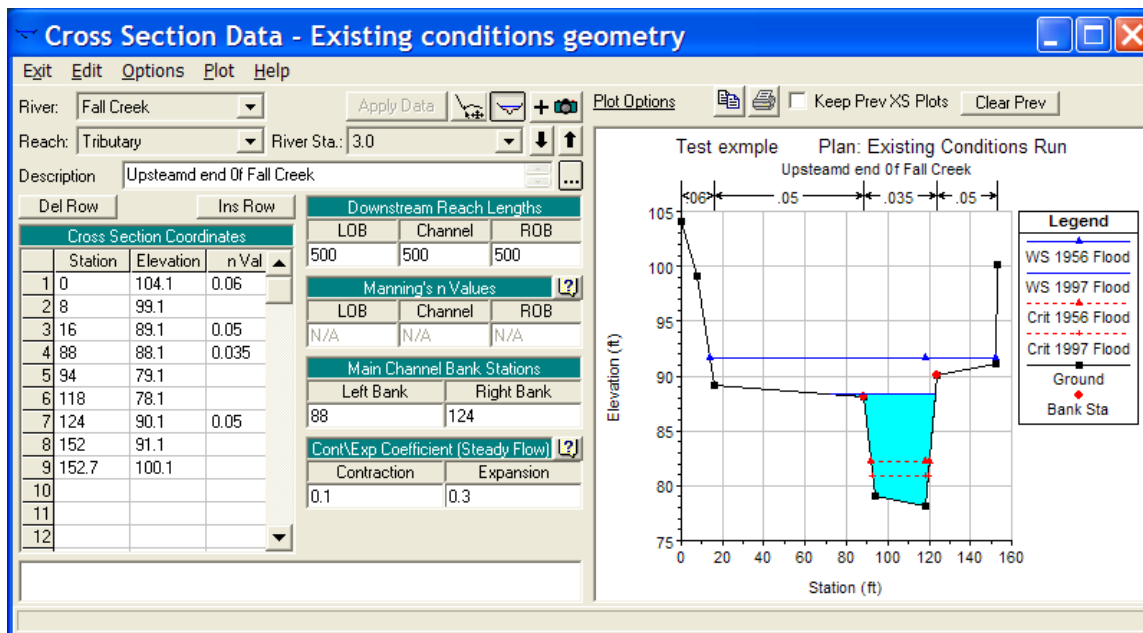 Cross Section Data - Existing conditions geometry
Exit Edit Options Plot Help
River: Fall Creek Apply Data
Reach: Tributary River Sta.: 3.0
Description Upsteamd end 0f Fall Creek ...
Del Row Ins Row
Cross Section Coordinates
Station Elevation n Val
1 0 104.1 0.06
2 8 99.1
3 16 89.1 0.05
4 88 88.1 0.035
5 94 79.1
6 118 78.1
7 124 90.1 0.05
8 152 91.1
9 152.7 100.1
10
11
12
Downstream Reach Lengths
LOB Channel ROB
500 500 500
Manning's n Values ?
LOB Channel ROB
N/A N/A N/A
Main Channel Bank Stations
Left Bank Right Bank
88 124
Cont\Exp Coefficient (Steady Flow) ?
Contraction Expansion
0.1 0.3
Plot Options Keep Prev XS Plots Clear Prev
Test exmple Plan: Existing Conditions Run
Upsteamd end 0f Fall Creek
.06 .05 .035 .05
105
100
95
90
85
80
75
Elevation (ft)
0 20 40 60 80 100 120 140 160
Station (ft)
Legend
WS 1956 Flood
WS 1997 Flood
Crit 1956 Flood
Crit 1997 Flood
Ground
Bank Sta